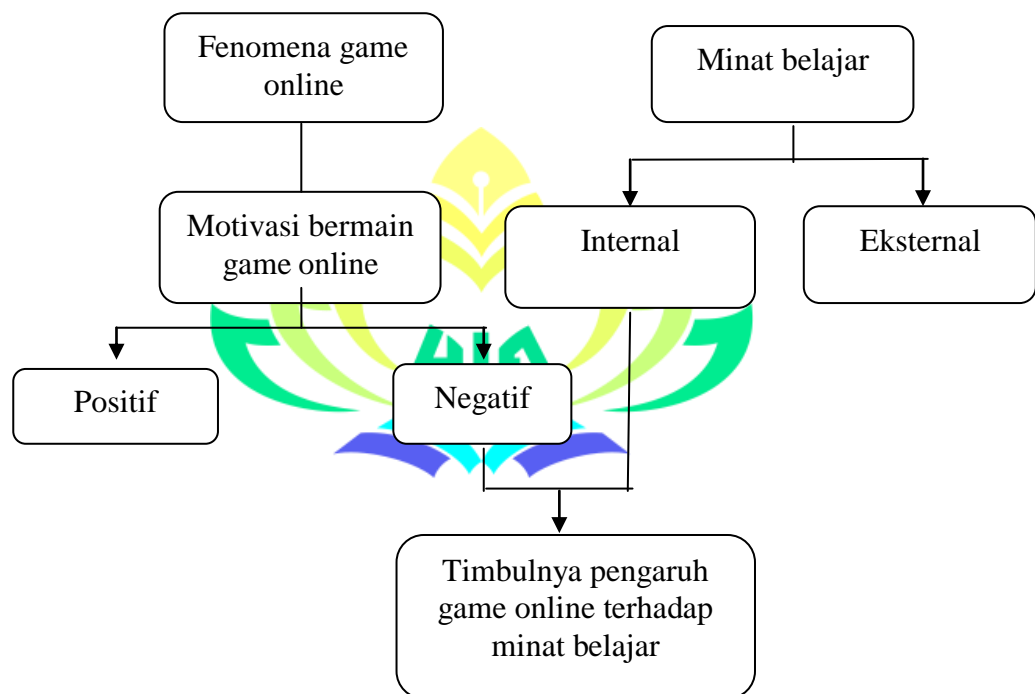 Fenomena game
online
Minat belajar
Motivasi bermain
game online
Internal
Eksternal
Positif
Negatif
Timbulnya pengaruh
game online terhadap
minat belajar